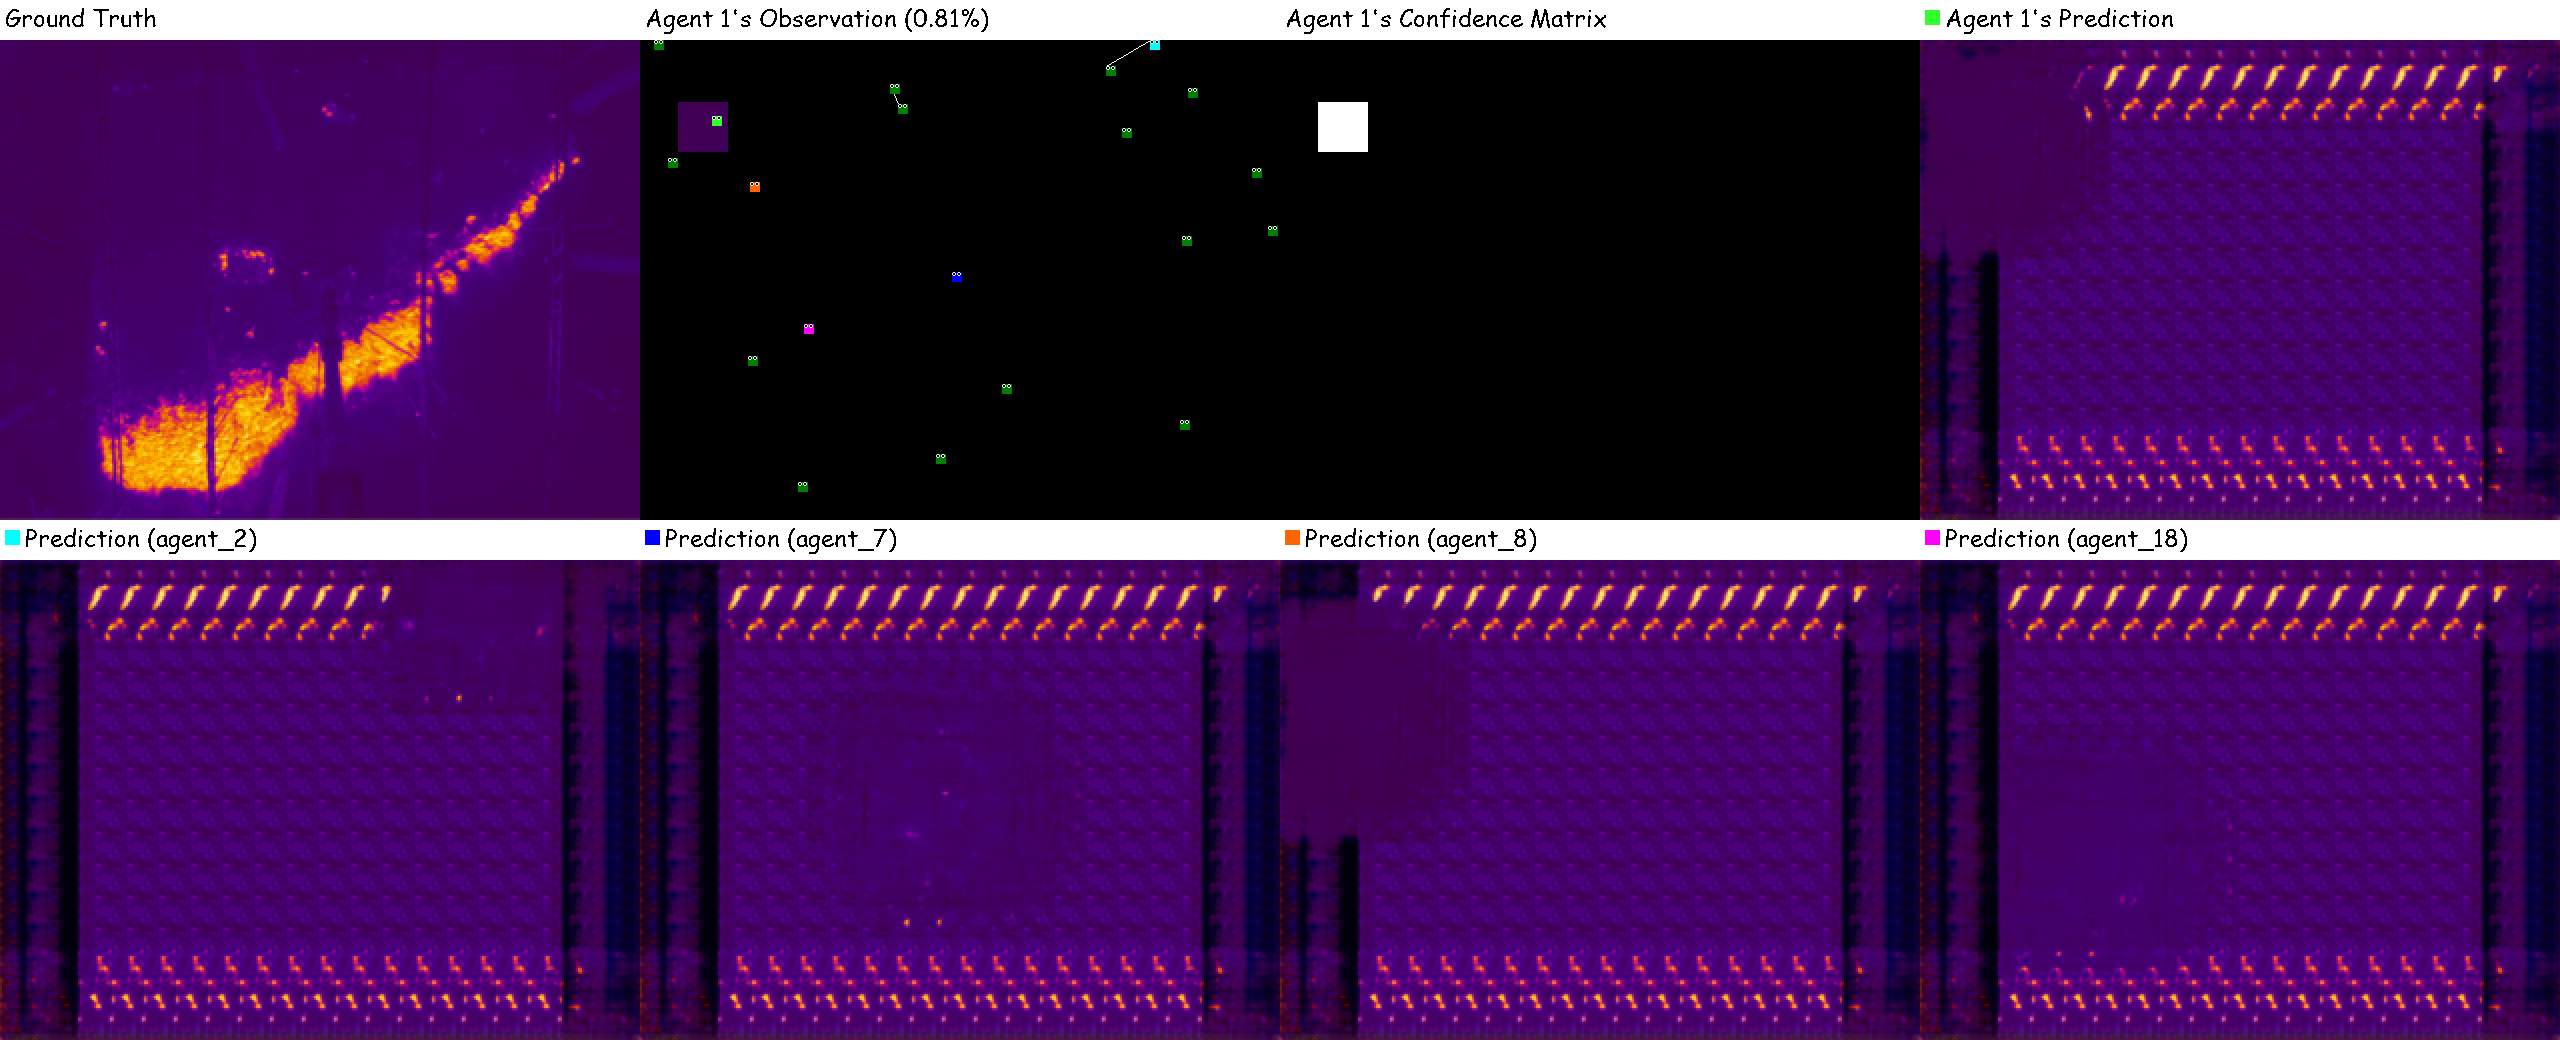 Ground Truth
Agent 1's Observation (0.81%)
Agent 1's Confidence Matrix
Agent 1's Prediction
Prediction (agent_2)
Prediction (agent_7)
Prediction (agent_8)
Prediction (agent_18)